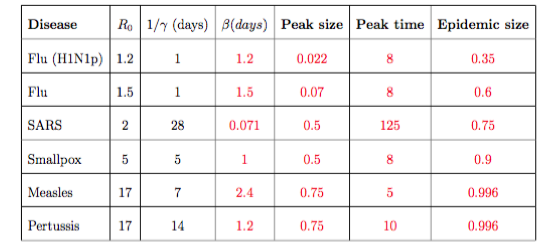 Disease R₀ 1/γ (days) β(days) Peak size Peak time Epidemic size
Flu (H1N1p) 1.2 1 1.2 0.022 8 0.35
Flu 1.5 1 1.5 0.07 8 0.6
SARS 2 28 0.071 0.5 125 0.75
Smallpox 5 5 1 0.5 8 0.9
Measles 17 7 2.4 0.75 5 0.996
Pertussis 17 14 1.2 0.75 10 0.996